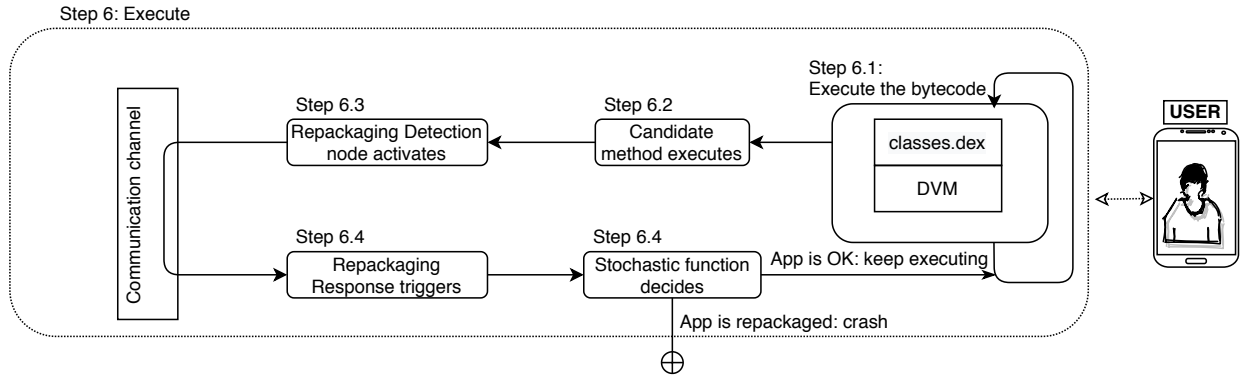 Step 6: Execute
Step 6.1:
Execute the bytecode
classes.dex
DVM
USER
Step 6.2
Candidate
method executes
Step 6.3
Repackaging Detection
node activates
Communication channel
Step 6.4
Repackaging
Response triggers
Step 6.4
Stochastic function
decides
App is OK: keep executing
App is repackaged: crash